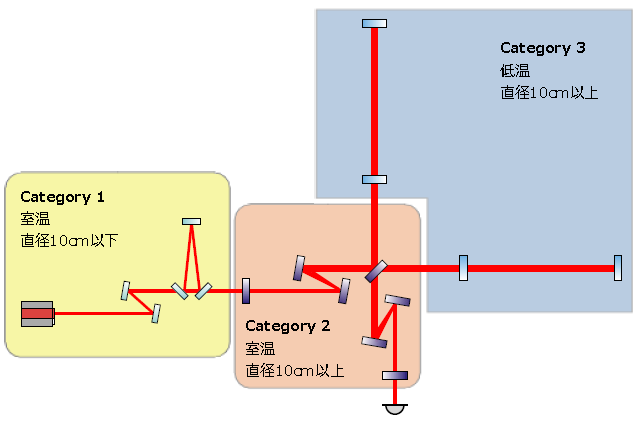 Category 3
低温
直径10cm以上
Category 1
室温
直径10cm以下
Category 2
室温
直径10cm以上